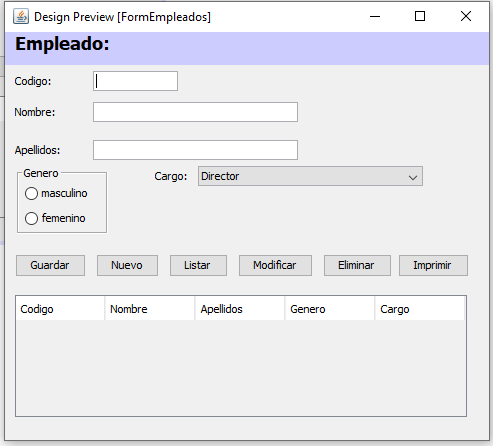 Design Preview [FormEmpleados]
Empleado:
Codigo:
Nombre:
Apellidos:
Genero
masculino
femenino
Cargo: Director
Guardar Nuevo Listar Modificar Eliminar Imprimir
Codigo Nombre Apellidos Genero Cargo